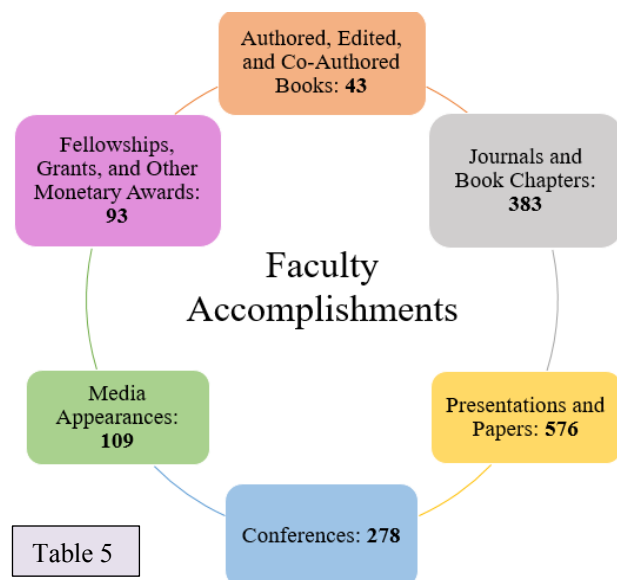 Authored, Edited,
and Co-Authored
Books: 43
Fellowships,
Grants, and Other
Monetary Awards:
93
Journals and
Book Chapters:
383
Faculty
Accomplishments
Media
Appearances:
109
Presentations and
Papers: 576
Conferences: 278
Table 5